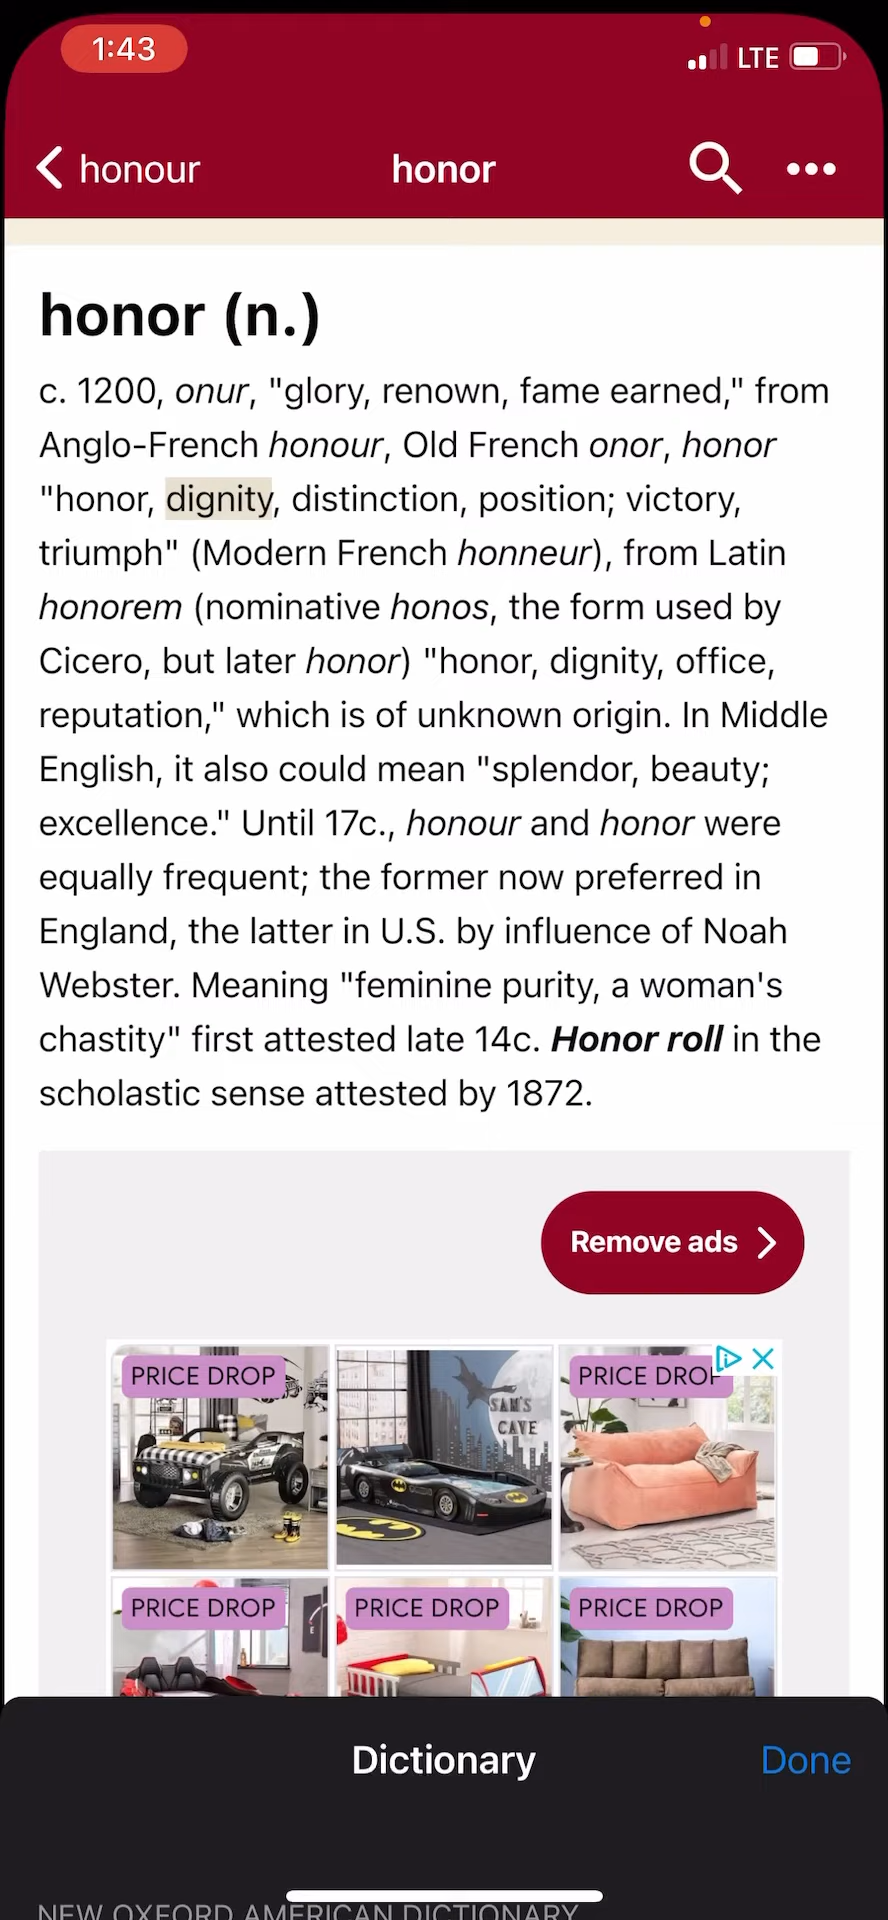 1:43
LTE
honour
honor
honor (n.)
c. 1200, onur, "glory, renown, fame earned," from
Anglo-French honour, Old French onor, honor
"honor, dignity, distinction, position; victory,
triumph" (Modern French honneur), from Latin
honorem (nominative honos, the form used by
Cicero, but later honor) "honor, dignity, office,
reputation," which is of unknown origin. In Middle
English, it also could mean "splendor, beauty;
excellence." Until 17c., honour and honor were
equally frequent; the former now preferred in
England, the latter in U.S. by influence of Noah
Webster. Meaning "feminine purity, a woman's
chastity" first attested late 14c. Honor roll in the
scholastic sense attested by 1872.
Remove ads
PRICE DROP
SAM'S
CAVE
PRICE DROP
PRICE DROP
PRICE DROP
PRICE DROP
Dictionary
Done
NEW OXFORD AMERICAN DICTIONARY